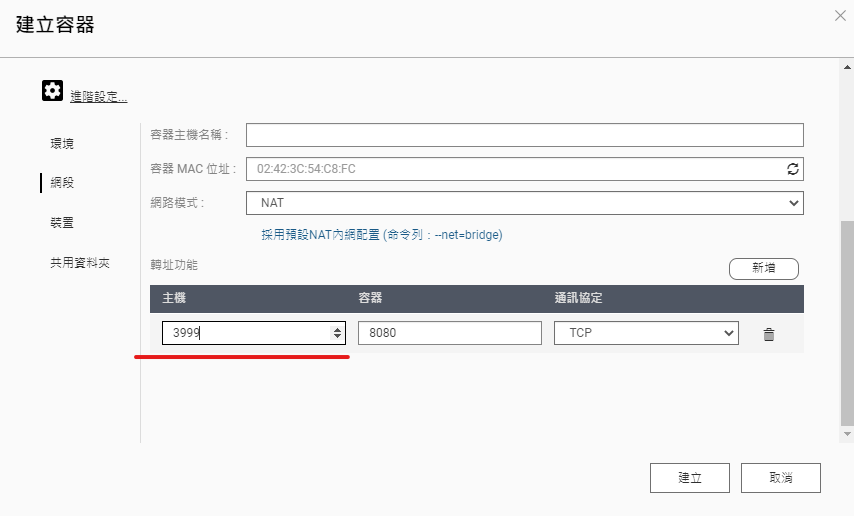 建立容器
進階設定...
環境
網段
裝置
共用資料夾
容器主機名稱 :
容器 MAC 位址 : 02:42:3C:54:C8:FC
網路模式 : NAT
採用預設NAT內網配置 (命令列 : --net=bridge)
轉址功能
新增
主機 容器 通訊協定
3999 8080 TCP
建立 取消